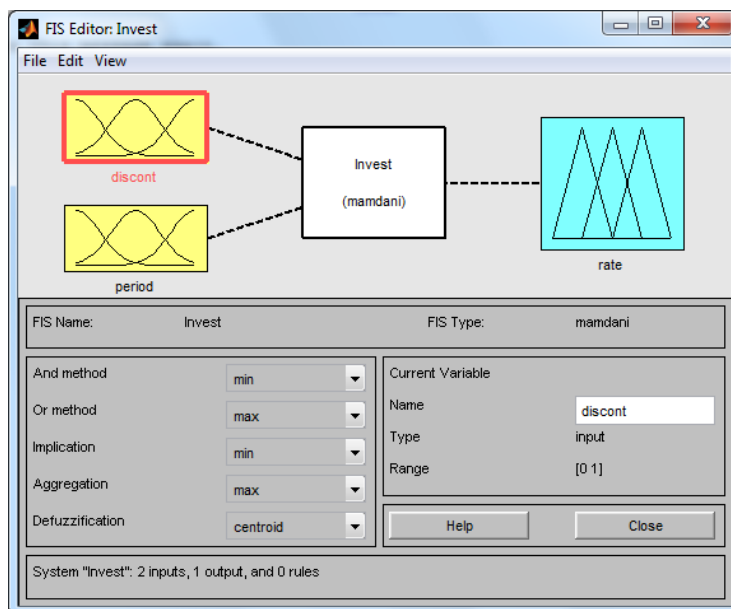 FIS Editor: Invest
File Edit View
discont
period
Invest
(mamdani)
rate
FIS Name: Invest FIS Type: mamdani
And method min
Or method max
Implication min
Aggregation max
Defuzzification centroid
Current Variable
Name discont
Type input
Range [0 1]
Help Close
System "Invest": 2 inputs, 1 output, and 0 rules